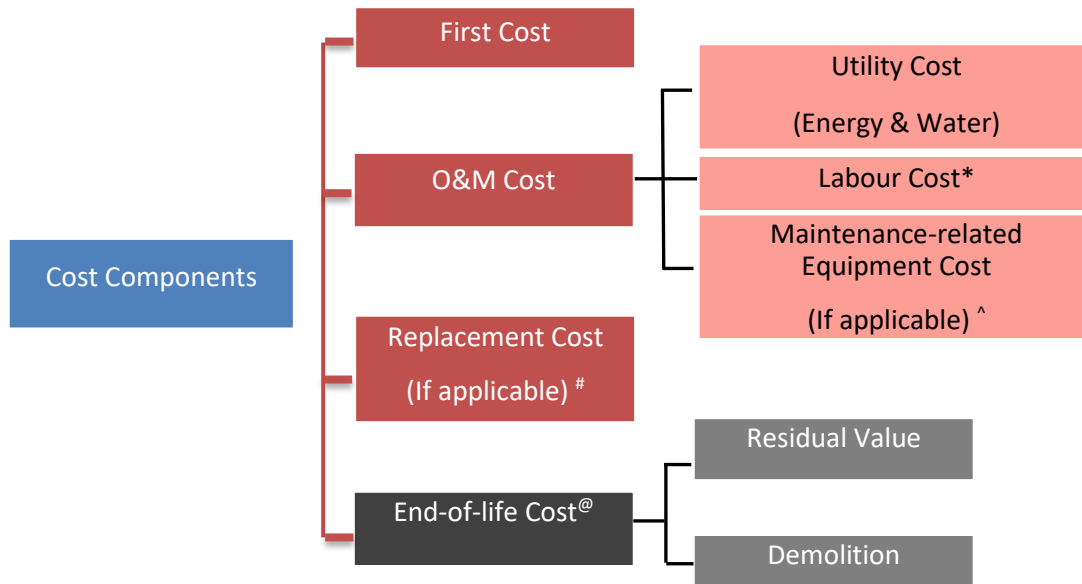 Cost Components
First Cost
O&M Cost
Utility Cost
(Energy & Water)
Labour Cost*
Maintenance-related
Equipment Cost
(If applicable) ^
Replacement Cost
(If applicable) #
End-of-life Cost@
Residual Value
Demolition